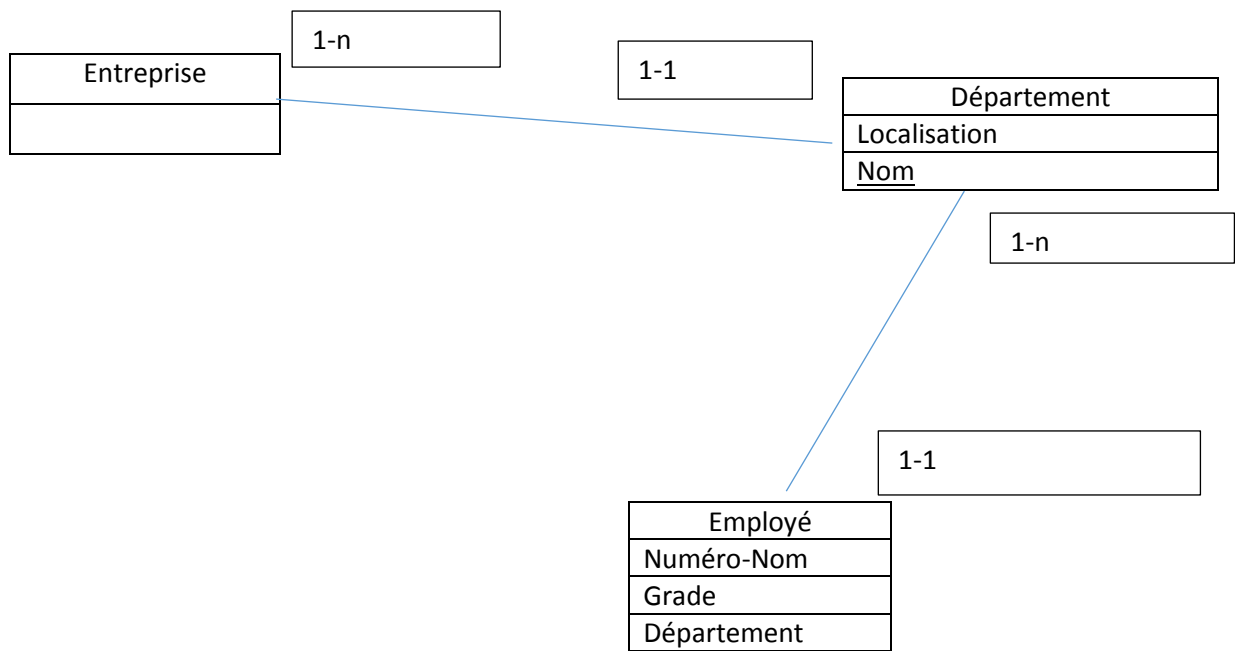 1-n
Entreprise
1-1
Département
Localisation
Nom
1-n
1-1
Employé
Numéro-Nom
Grade
Département